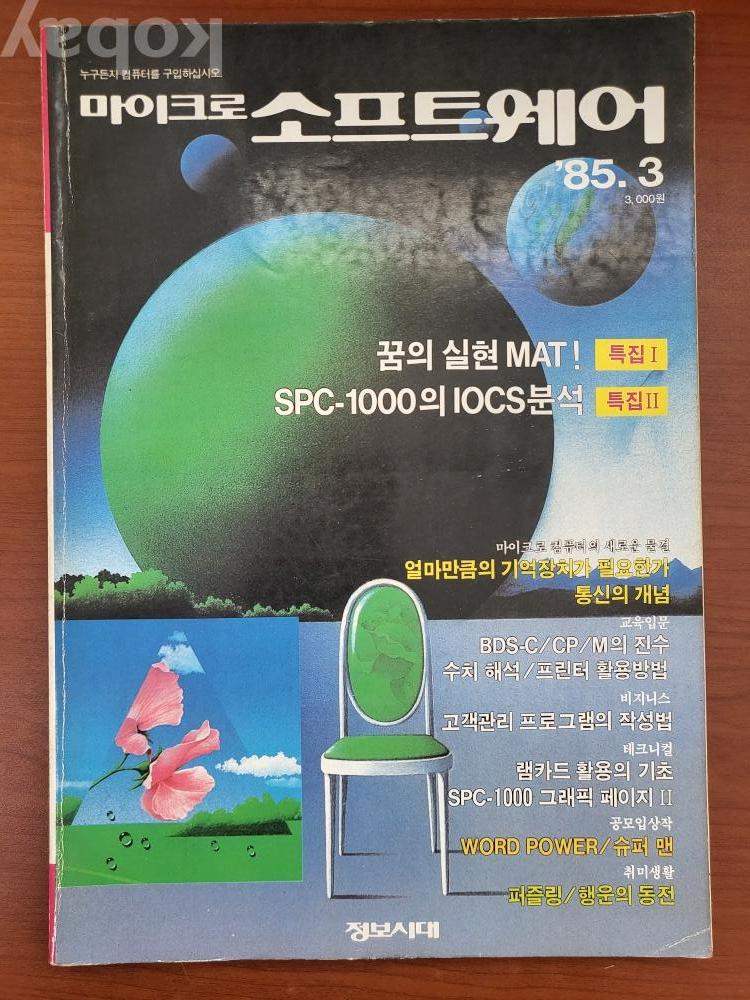 kobay
누구든지 컴퓨터를 구입하십시오.
마이크로 소프트웨어
'85. 3
3,000원
꿈의 실현 MAT! 특집 I
SPC-1000의 IOCS분석 특집 II
마이크로 컴퓨터의 새로운 물결
얼마만큼의 기억장치가 필요한가
통신의 개념
교육입문
BDS-C/CP/M의 진수
수치 해석/프린터 활용방법
비지니스
고객관리 프로그램의 작성법
테크니컬
램카드 활용의 기초
SPC-1000 그래픽 페이지 II
공모입상작
WORD POWER/슈퍼 맨
취미생활
퍼즐링/행운의 동전
정보시대